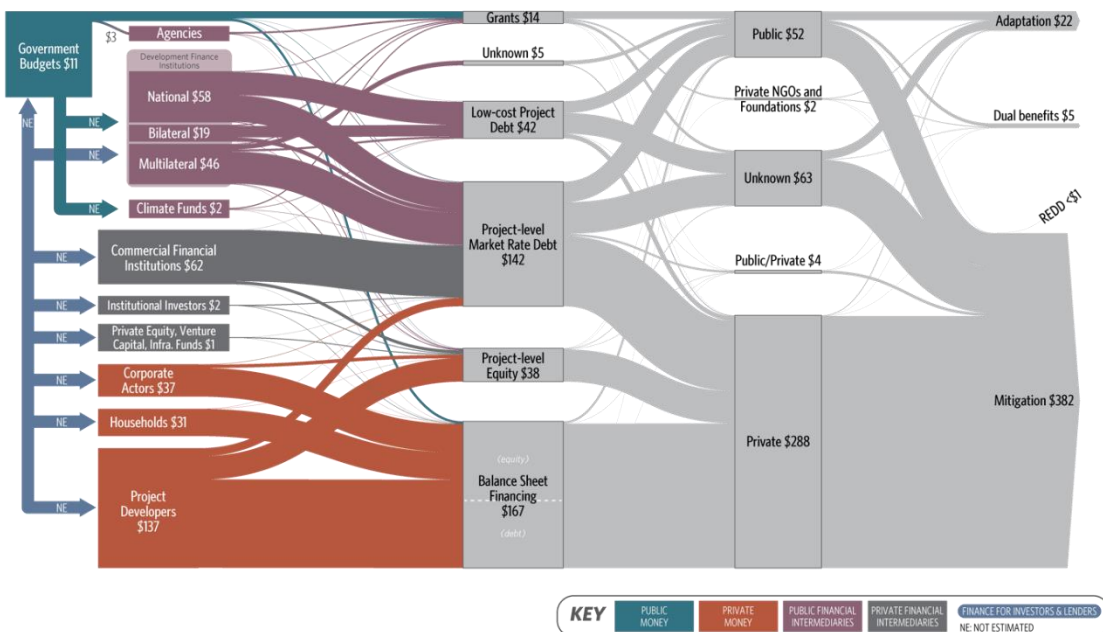 Government
Budgets $11
$3
Agencies
Development Finance
Institutions
National $58
Bilateral $19
Multilateral $46
Climate Funds $2
Commercial Financial
Institutions $62
Institutional Investors $2
Private Equity, Venture
Capital, Infra. Funds $1
Corporate
Actors $37
Households $31
Project
Developers
$137
NE
NE
NE
NE
NE
NE
NE
NE
NE
NE
Grants $14
Unknown $5
Low-cost Project
Debt $42
Project-level
Market Rate Debt
$142
Project-level
Equity $38
(equity)
Balance Sheet
Financing
$167
(debt)
Public $52
Private NGOs and
Foundations $2
Unknown $63
Public/Private $4
Private $288
Adaptation $22
Dual benefits $5
REDD <$1
Mitigation $382
KEY
PUBLIC
MONEY
PRIVATE
MONEY
PUBLIC FINANCIAL
INTERMEDIARIES
PRIVATE FINANCIAL
INTERMEDIARIES
FINANCE FOR INVESTORS & LENDERS
NE: NOT ESTIMATED